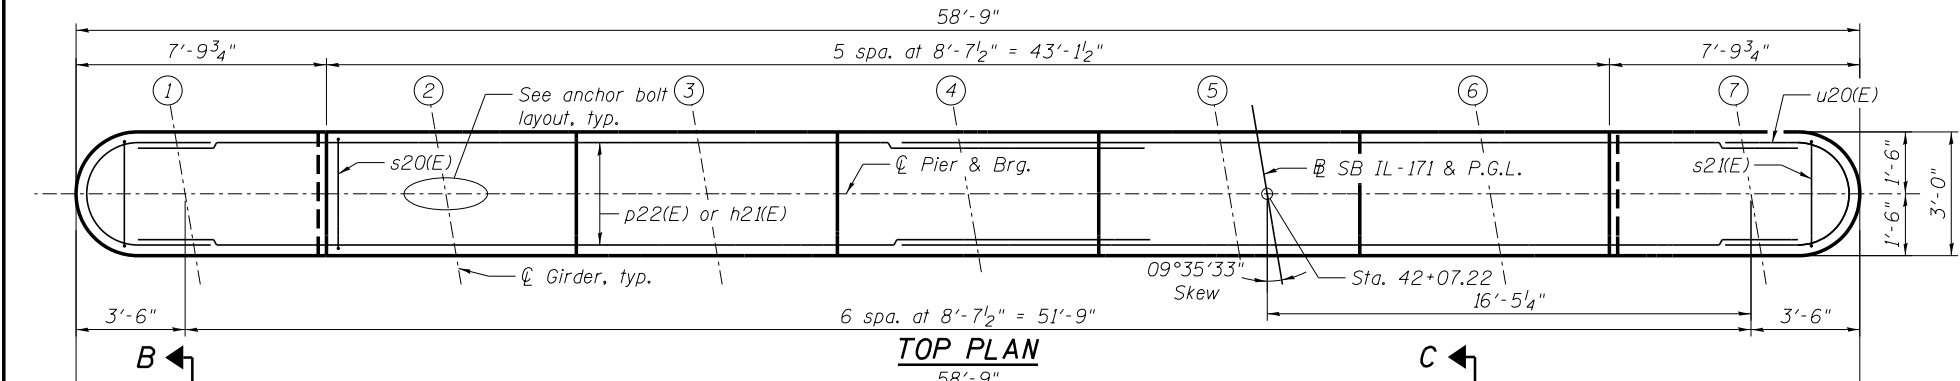 58'-9"
7'-9¾"
5 spa. at 8'-7½" = 43'-1½"
7'-9¾"
1
2
See anchor bolt
layout, typ.
3
4
5
6
7
u20(E)
s20(E)
℄ Pier & Brg.
℄ SB IL-171 & P.G.L.
s21(E)
1'-6"
3'-0"
p22(E) or h21(E)
1'-6"
℄ Girder, typ.
09°35'33"
Skew
Sta. 42+07.22
16'-5¼"
3'-6"
6 spa. at 8'-7½" = 51'-9"
3'-6"
B
TOP PLAN
C
58'-9"